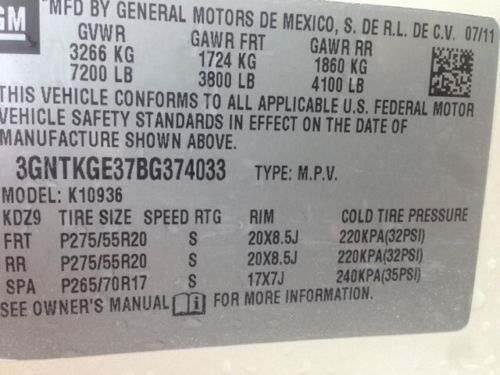 GM
"MFD BY GENERAL MOTORS DE MEXICO, S. DE R.L. DE C.V. 07/11
GVWR GAWR FRT GAWR RR
3266 KG 1724 KG 1860 KG
7200 LB 3800 LB 4100 LB
THIS VEHICLE CONFORMS TO ALL APPLICABLE U.S. FEDERAL MOTOR
VEHICLE SAFETY STANDARDS IN EFFECT ON THE DATE OF
MANUFACTURE SHOWN ABOVE.
3GNTKGE37BG374033 TYPE: M.P.V.
MODEL: K10936
KDZ9 TIRE SIZE SPEED RTG RIM COLD TIRE PRESSURE
FRT P275/55R20 S 20X8.5J 220KPA(32PSI)
RR P275/55R20 S 20X8.5J 220KPA(32PSI)
SPA P265/70R17 S 17X7J 240KPA(35PSI)
SEE OWNER'S MANUAL i FOR MORE INFORMATION.